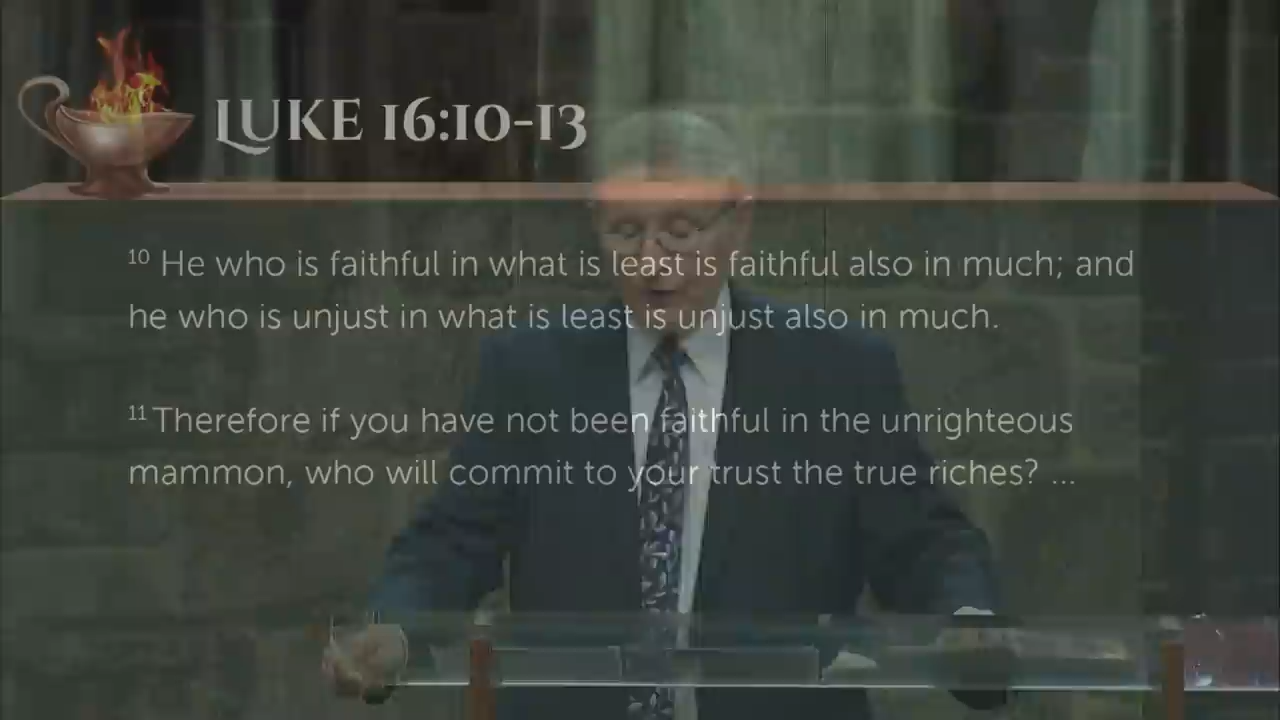 LUKE 16:10-13
10 He who is faithful in what is least is faithful also in much; and
he who is unjust in what is least is unjust also in much.
11 Therefore if you have not been faithful in the unrighteous
mammon, who will commit to your trust the true riches? ...